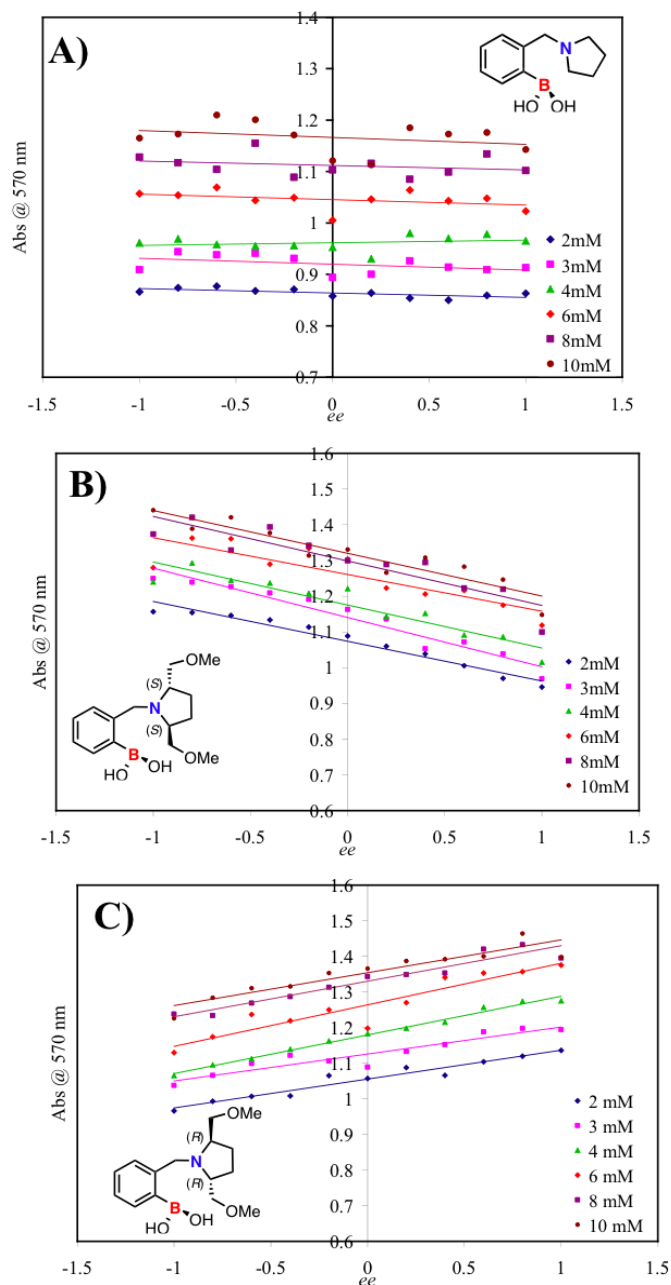 A)
1.4
1.3
1.2
1.1
1
0.9
0.8
0.7
Abs @ 570 nm
-1.5
-1
-0.5
0
0.5
1
1.5
ee
N
B
HO OH
2mM
3mM
4mM
6mM
8mM
10mM
B)
1.6
1.5
1.4
1.3
1.2
1.1
1
0.9
0.8
0.7
0.6
Abs @ 570 nm
-1.5
-1
-0.5
0
0.5
1
1.5
ee
OMe
(S)
N
(S)
B
OMe
HO OH
2mM
3mM
4mM
6mM
8mM
10mM
C)
1.6
1.5
1.4
1.3
1.2
1.1
1
0.9
0.8
0.7
0.6
Abs @ 570 nm
-1.5
-1
-0.5
0
0.5
1
1.5
ee
OMe
(R)
N
(R)
B
OMe
HO OH
2 mM
3 mM
4 mM
6 mM
8 mM
10 mM